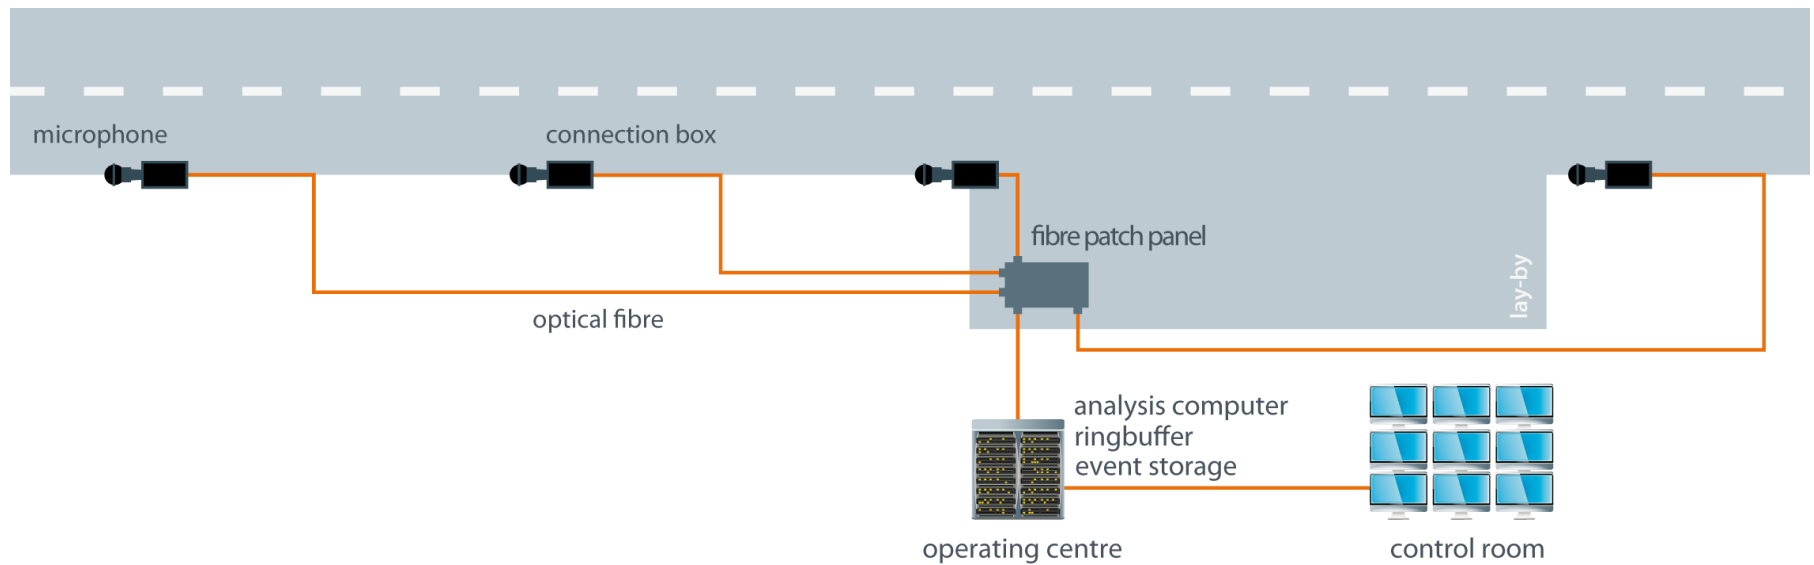 microphone
connection box
fibre patch panel
lay-by
optical fibre
analysis computer
ringbuffer
event storage
operating centre
control room